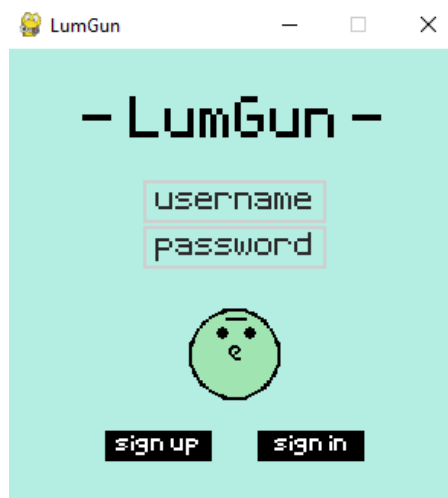 LumGun
- LumGun -
username
password
sign up
sign in